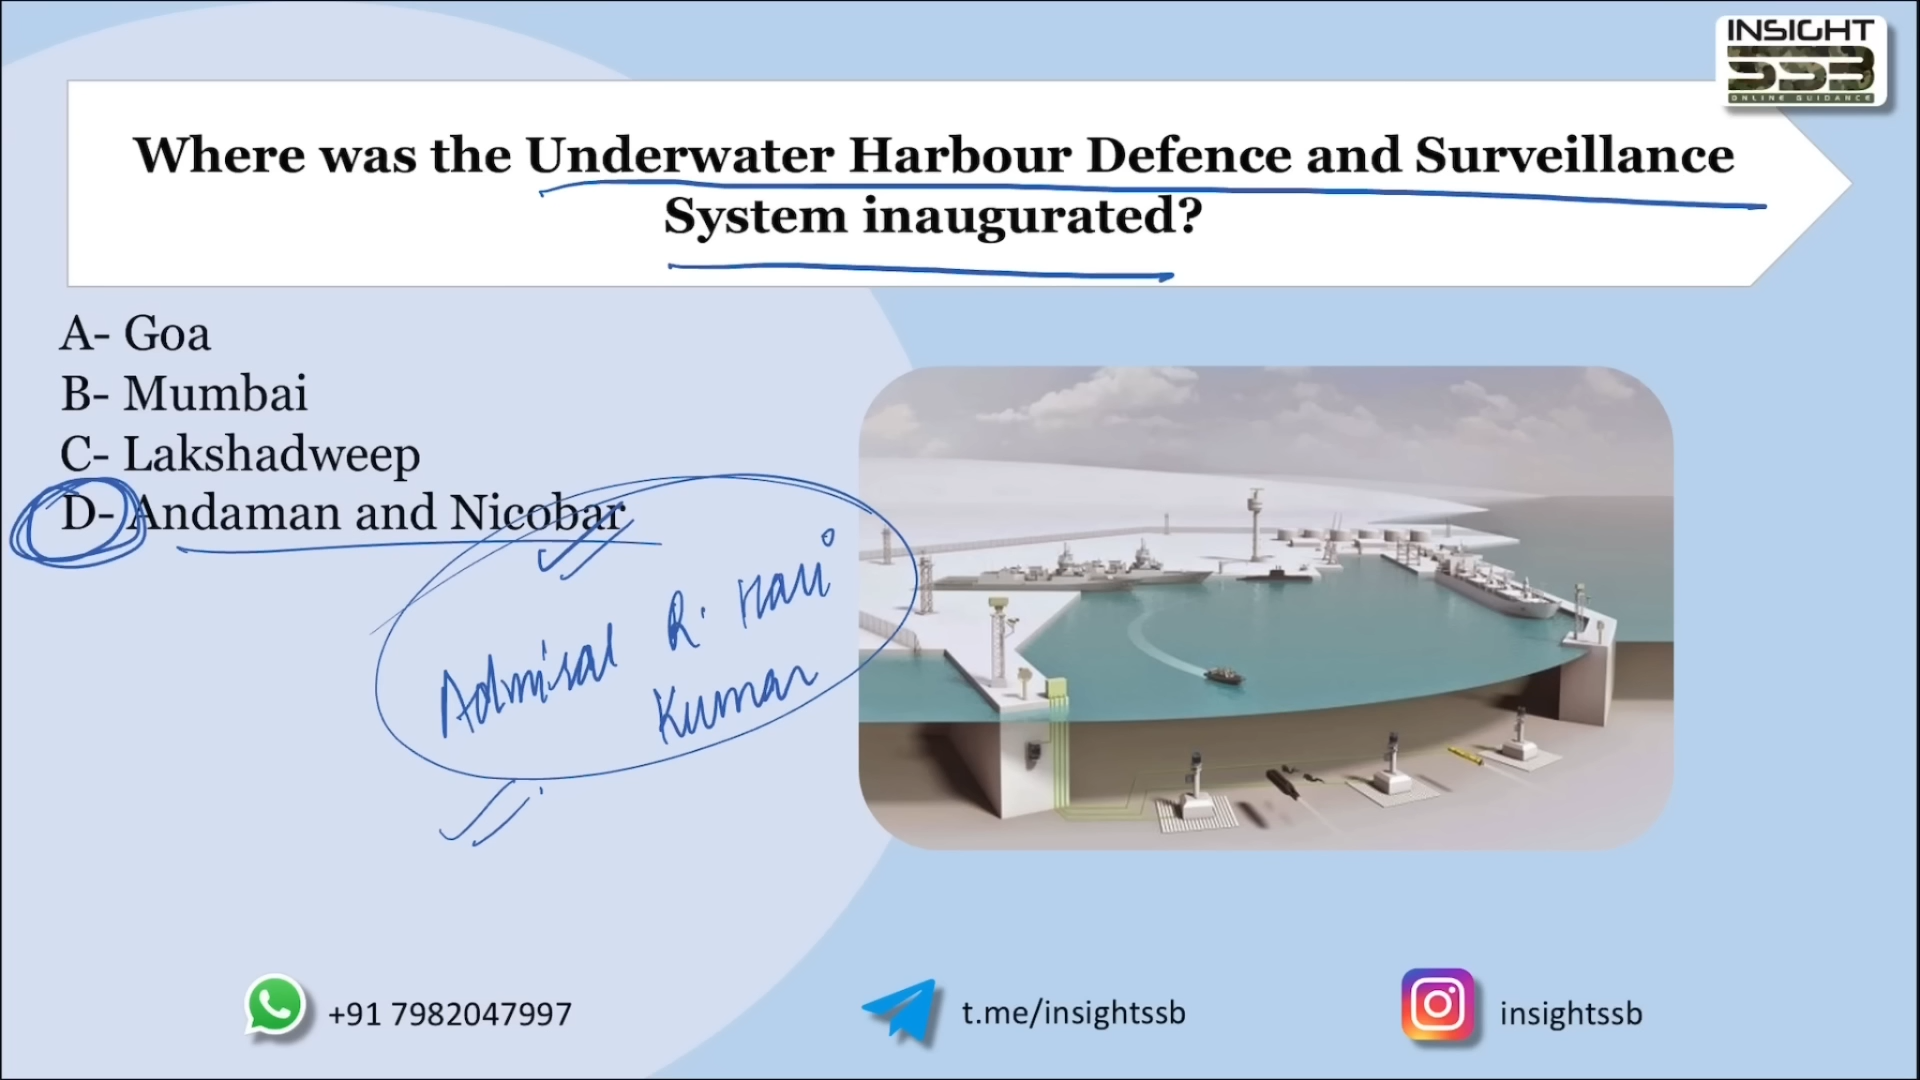 INSIGHT
SSB
ONLINE GUIDANCE
Where was the Underwater Harbour Defence and Surveillance
System inaugurated?
A- Goa
B- Mumbai
C- Lakshadweep
D- Andaman and Nicobar
Admiral R. Hari
Kumar
+91 7982047997
t.me/insightssb
insightssb